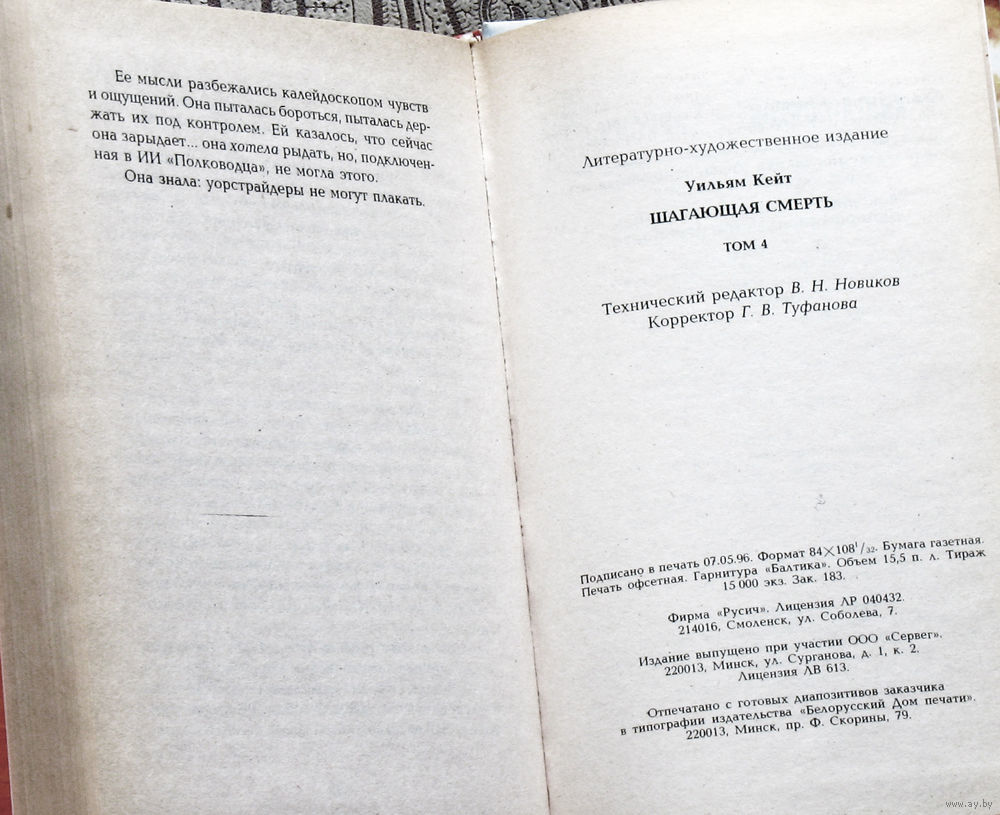 Ее мысли разбежались калейдоскопом чувств
и ощущений. Она пыталась бороться, пыталась дер-
жать их под контролем. Ей казалось, что сейчас
она зарыдает... она хотела рыдать, но, подключен-
ная в ИИ «Полководца», не могла этого.
Она знала: уорстрайдеры не могут плакать.
Литературно-художественное издание
Уильям Кейт
ШАГАЮЩАЯ СМЕРТЬ
ТОМ 4
Технический редактор В. Н. Новиков
Корректор Г. В. Туфанова
Подписано в печать 07.05.96. Формат 84×108¹/₃₂. Бумага газетная.
Печать офсетная. Гарнитура «Балтика». Объем 15,5 п. л. Тираж
15 000 экз. Зак. 183.
Фирма «Русич». Лицензия ЛР 040432.
214016, Смоленск, ул. Соболева, 7.
Издание выпущено при участии ООО «Сервег».
220013, Минск, ул. Сурганова, д. 1, к. 2.
Лицензия ЛВ 613.
Отпечатано с готовых диапозитивов заказчика
в типографии издательства «Белорусский Дом печати».
220013, Минск, пр. Ф. Скорины, 79.
www.ay.by